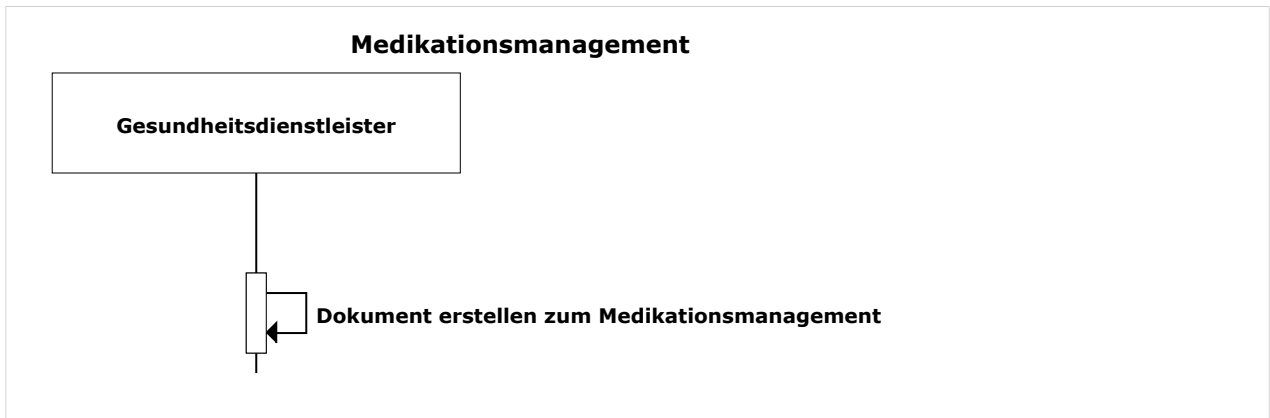 Medikationsmanagement
Gesundheitsdienstleister
Dokument erstellen zum Medikationsmanagement